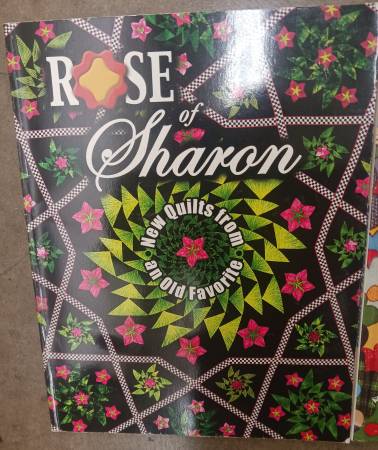 ROSE
of
Sharon
New Quilts from
an Old Favorite